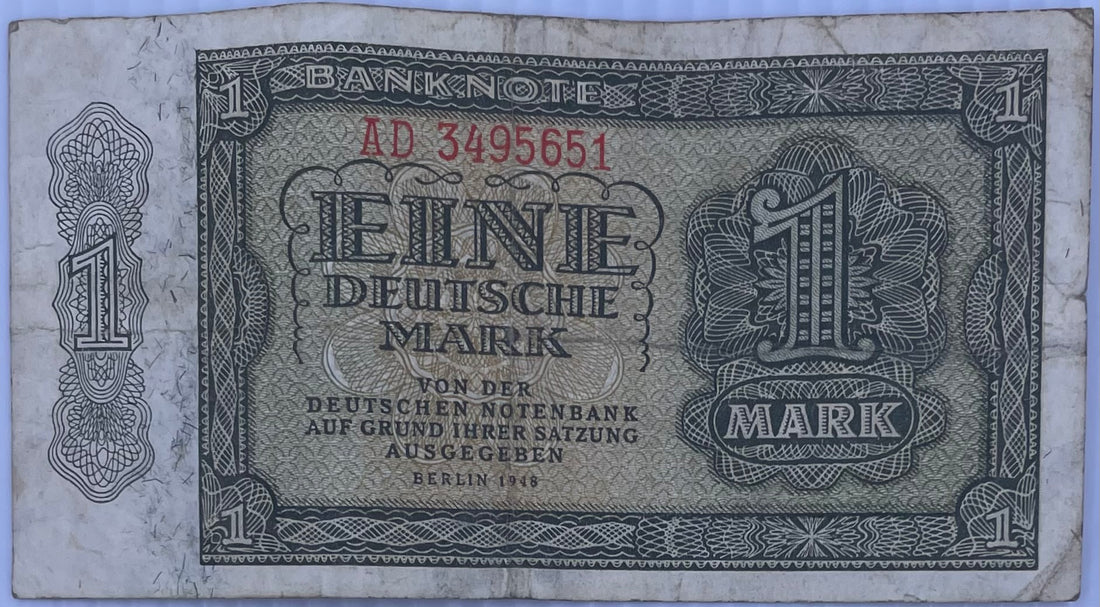 1 BANKNOTE 1
AD 3495651
EINE
DEUTSCHE
MARK
VON DER
DEUTSCHEN NOTENBANK
AUF GRUND IHRER SATZUNG
AUSGEGEBEN
BERLIN 1948
1
1
MARK
1 1